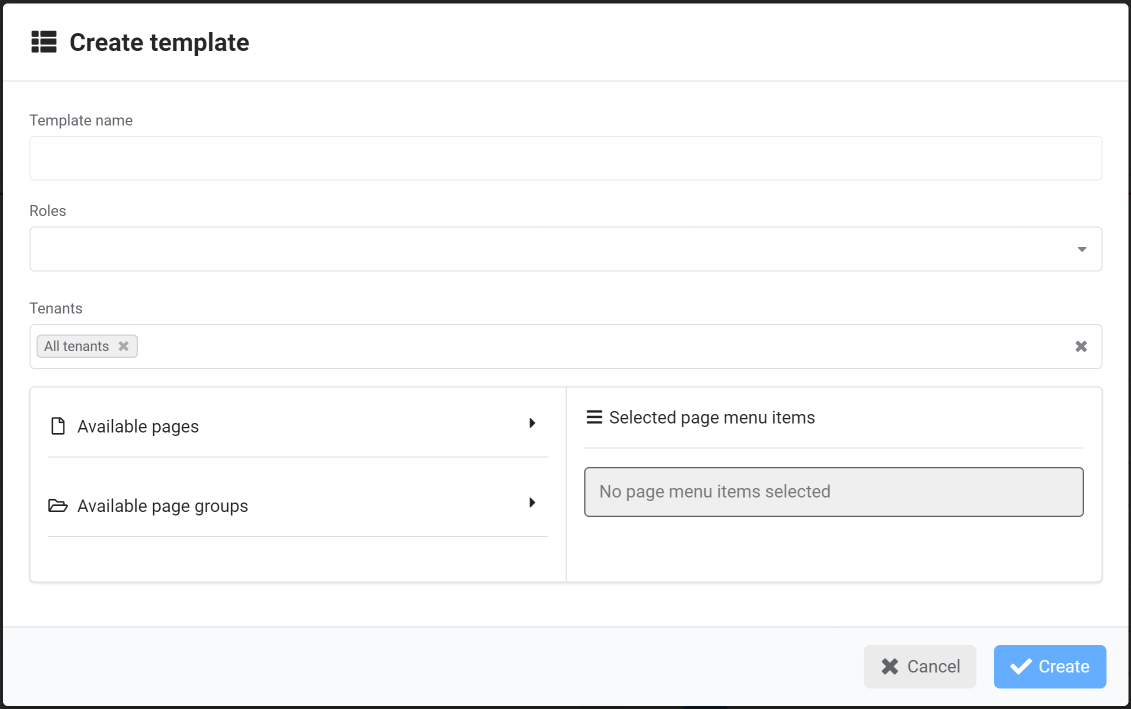 Create template
Template name
Roles
Tenants
All tenants
Available pages
Available page groups
Selected page menu items
No page menu items selected
Cancel
Create